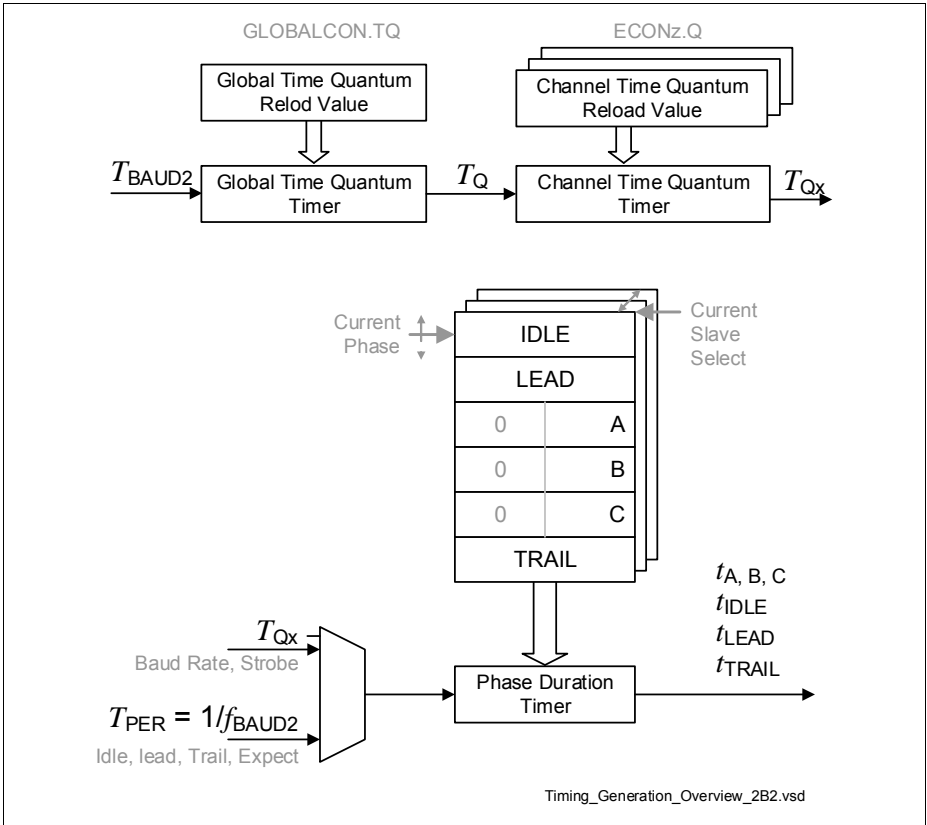 GLOBALCON.TQ
ECONz.Q
Global Time Quantum
Relod Value
Channel Time Quantum
Reload Value
TBAUD2
Global Time Quantum
Timer
TQ
Channel Time Quantum
Timer
TQx
Current
Phase
IDLE
Current
Slave
Select
LEAD
0 A
0 B
0 C
TRAIL
tA, B, C
tIDLE
tLEAD
tTRAIL
TQx
Baud Rate, Strobe
Phase Duration
Timer
TPER = 1/fBAUD2
Idle, lead, Trail, Expect
Timing_Generation_Overview_2B2.vsd